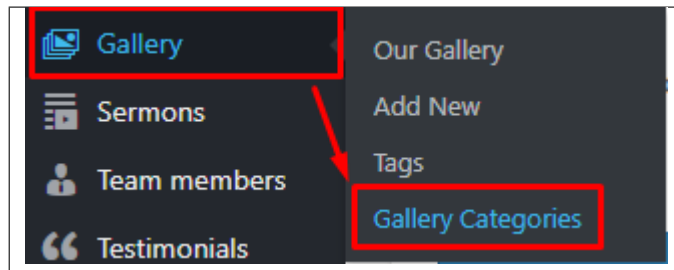 Gallery
Sermons
Team members
Testimonials
Our Gallery
Add New
Tags
Gallery Categories